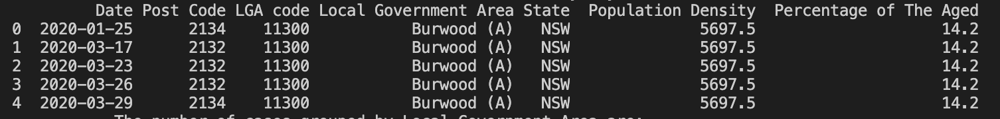 Date Post Code LGA code Local Government Area State Population Density Percentage of The Aged
0 2020-01-25 2134 11300 Burwood (A) NSW 5697.5 14.2
1 2020-03-17 2132 11300 Burwood (A) NSW 5697.5 14.2
2 2020-03-23 2132 11300 Burwood (A) NSW 5697.5 14.2
3 2020-03-26 2132 11300 Burwood (A) NSW 5697.5 14.2
4 2020-03-29 2134 11300 Burwood (A) NSW 5697.5 14.2
The number of cases grouped by Local Government Area are: